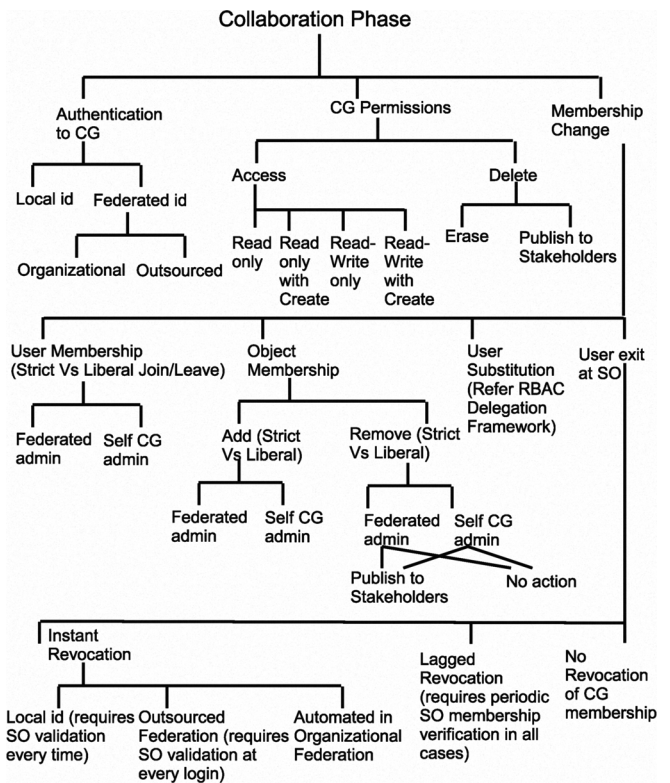 Collaboration Phase
Authentication
to CG
CG Permissions
Membership
Change
Local id
Federated id
Access
Delete
Organizational
Outsourced
Read
only
Read
only
with
Create
Read-
Write
only
Read-
Write
with
Create
Erase
Publish to
Stakeholders
User Membership
(Strict Vs Liberal Join/Leave)
Object
Membership
User
Substitution
(Refer RBAC
Delegation
Framework)
User exit
at SO
Federated
admin
Self CG
admin
Add (Strict
Vs Liberal)
Remove (Strict
Vs Liberal)
Federated
admin
Self CG
admin
Federated
admin
Self CG
admin
Publish to
Stakeholders
No action
Instant
Revocation
Lagged
Revocation
(requires periodic
SO membership
verification in all
cases)
No
Revocation
of CG
membership
Local id (requires
SO validation
every time)
Outsourced
Federation (requires
SO validation at
every login)
Automated in
Organizational
Federation